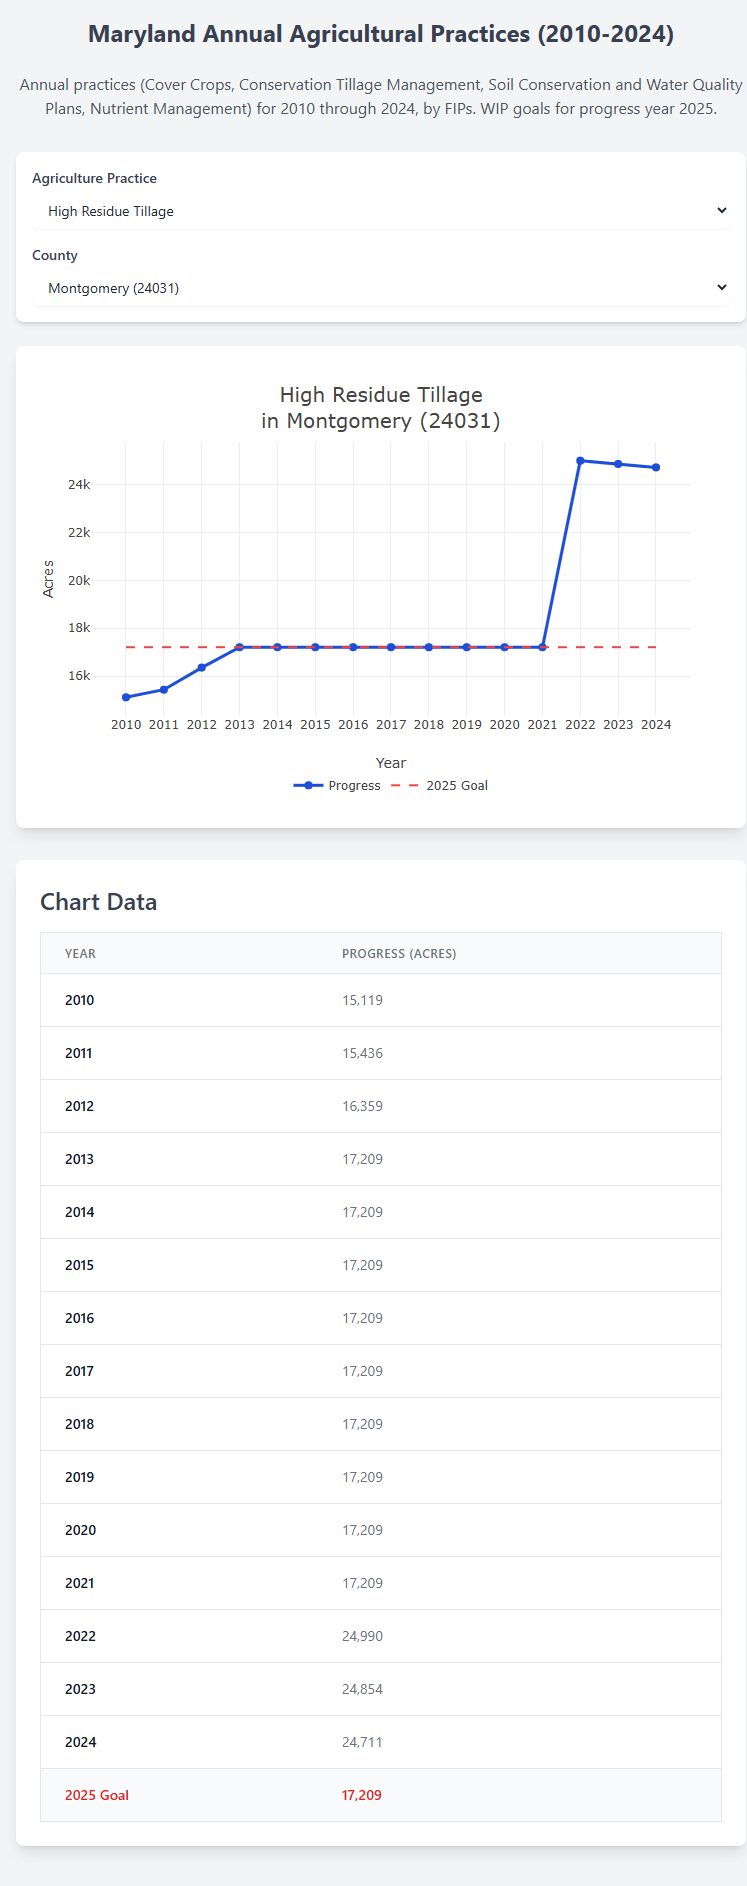 Maryland Annual Agricultural Practices (2010-2024)
Annual practices (Cover Crops, Conservation Tillage Management, Soil Conservation and Water Quality
Plans, Nutrient Management) for 2010 through 2024, by FIPs. WIP goals for progress year 2025.
Agriculture Practice
High Residue Tillage
County
Montgomery (24031)
High Residue Tillage
in Montgomery (24031)
24k
22k
20k
18k
16k
Acres
2010 2011 2012 2013 2014 2015 2016 2017 2018 2019 2020 2021 2022 2023 2024
Year
Progress 2025 Goal
Chart Data
YEAR PROGRESS (ACRES)
2010 15,119
2011 15,436
2012 16,359
2013 17,209
2014 17,209
2015 17,209
2016 17,209
2017 17,209
2018 17,209
2019 17,209
2020 17,209
2021 17,209
2022 24,990
2023 24,854
2024 24,711
2025 Goal 17,209